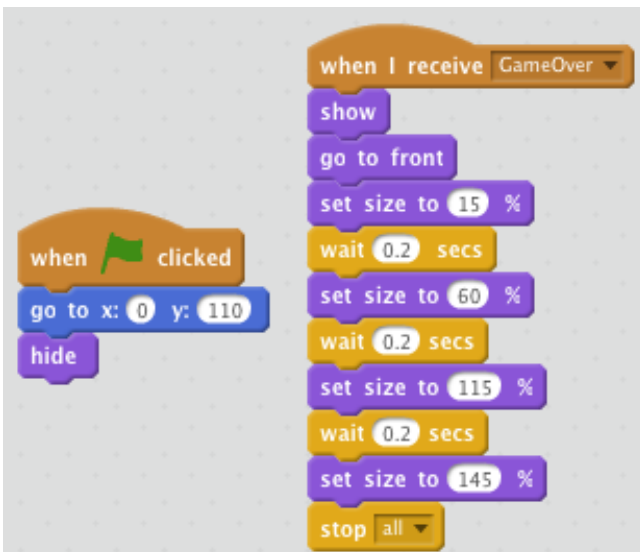 when clicked
go to x: 0 y: 110
hide
when I receive GameOver
show
go to front
set size to 15 %
wait 0.2 secs
set size to 60 %
wait 0.2 secs
set size to 115 %
wait 0.2 secs
set size to 145 %
stop all